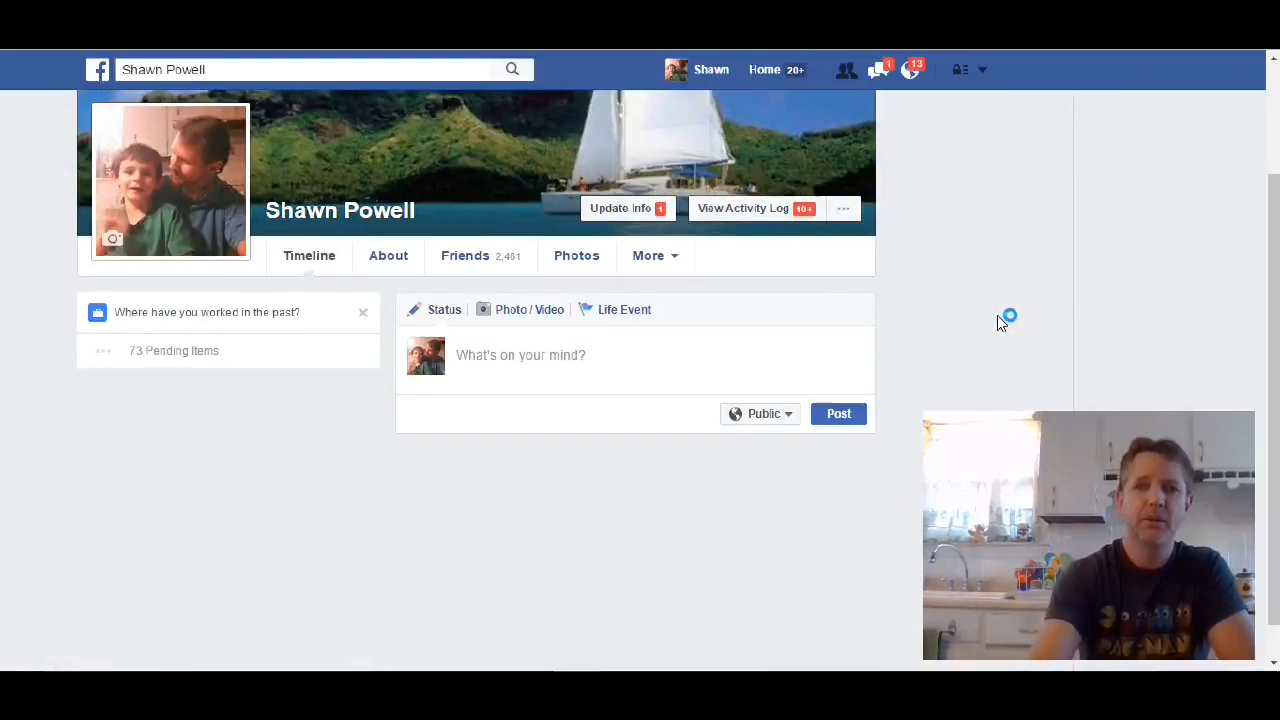 Shawn Powell
Shawn
Home 20+
1
13
Shawn Powell
Update Info 1
View Activity Log 10+
Timeline
About
Friends 2,461
Photos
More
Where have you worked in the past?
73 Pending Items
Status
Photo / Video
Life Event
What's on your mind?
Public
Post
PAC-MAN